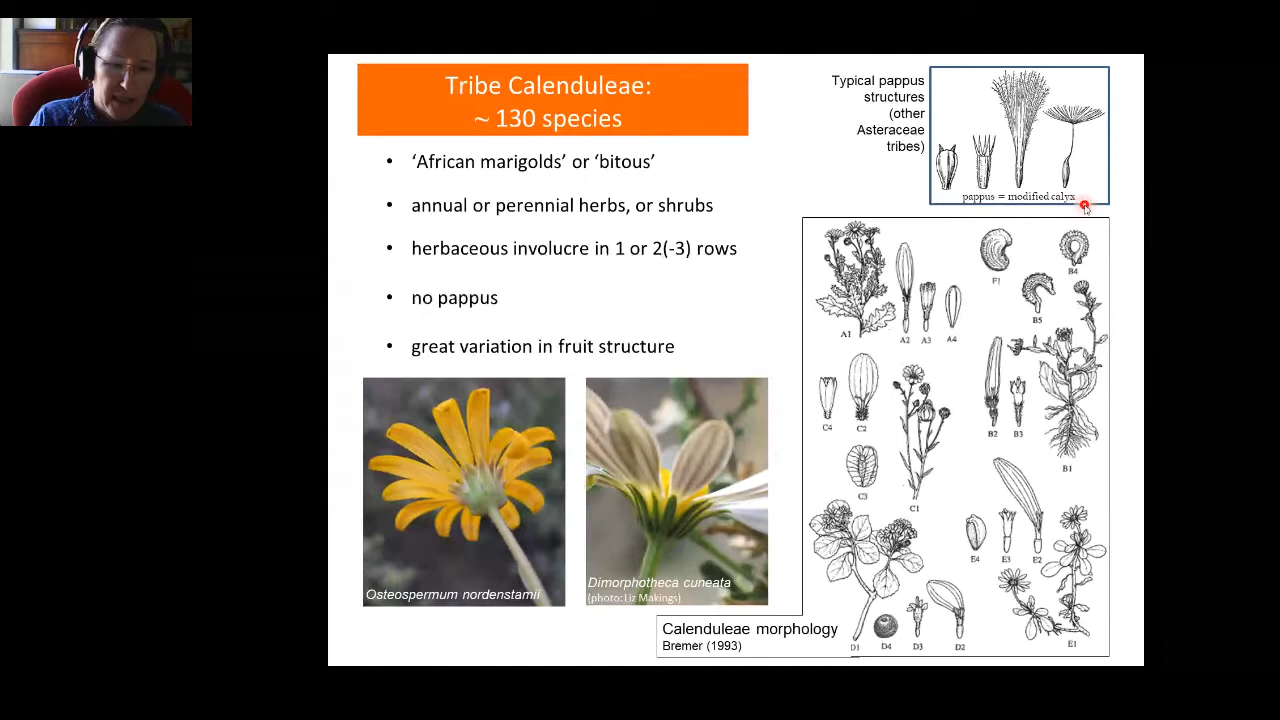 Tribe Calenduleae:
~ 130 species
• ‘African marigolds’ or ‘bitous’
• annual or perennial herbs, or shrubs
• herbaceous involucre in 1 or 2(-3) rows
• no pappus
• great variation in fruit structure
Osteospermum nordenstamii
Dimorphotheca cuneata
(photo: Liz Makings)
Typical pappus
structures
(other
Asteraceae
tribes)
pappus = modified calyx
A1
A2
A3
A4
F1
B4
B5
C4
C2
B2
B3
B1
C3
C1
E4
E3
E2
D1
D4
D3
D2
E1
Calenduleae morphology
Bremer (1993)